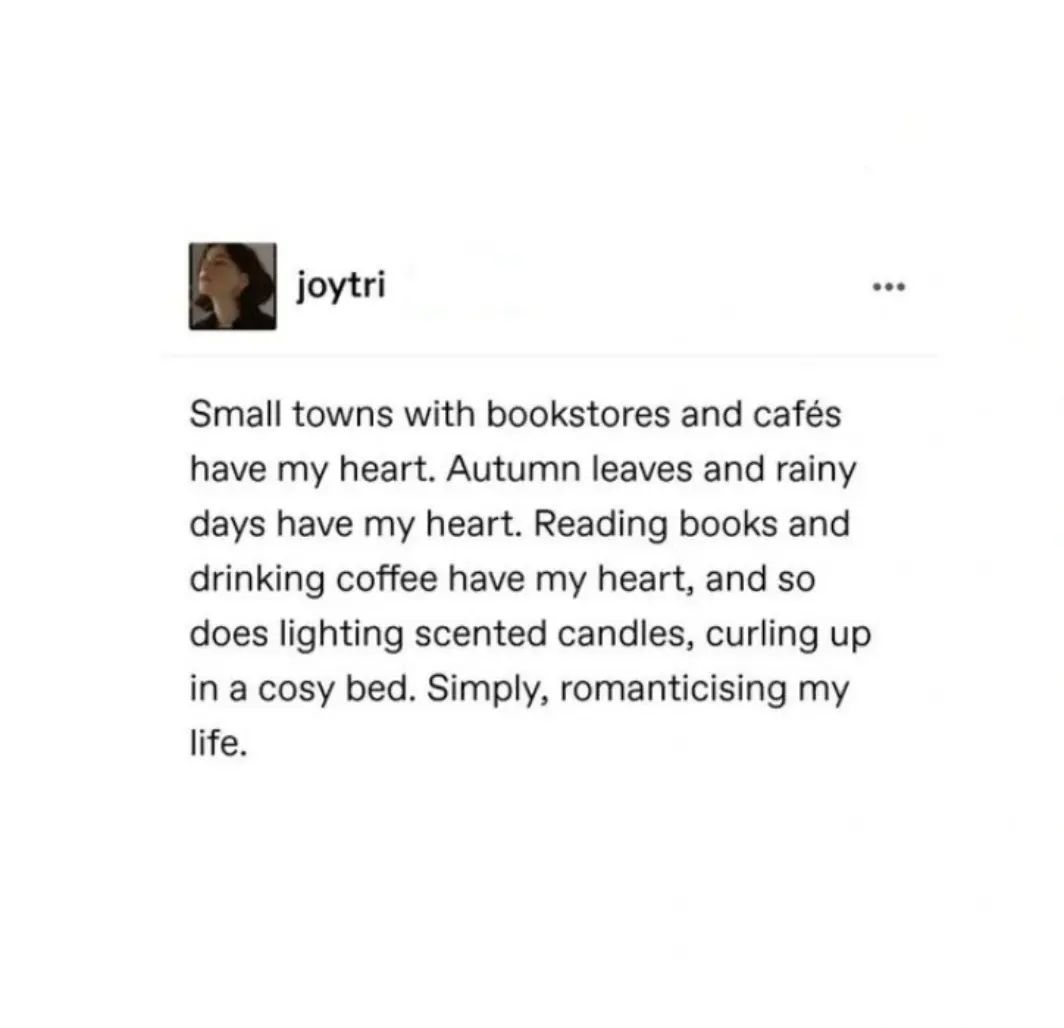 joytri
Small towns with bookstores and cafés
have my heart. Autumn leaves and rainy
days have my heart. Reading books and
drinking coffee have my heart, and so
does lighting scented candles, curling up
in a cosy bed. Simply, romanticising my
life.